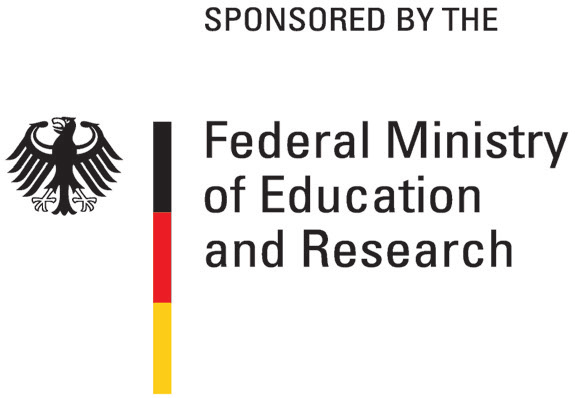 SPONSORED BY THE
Federal Ministry
of Education
and Research